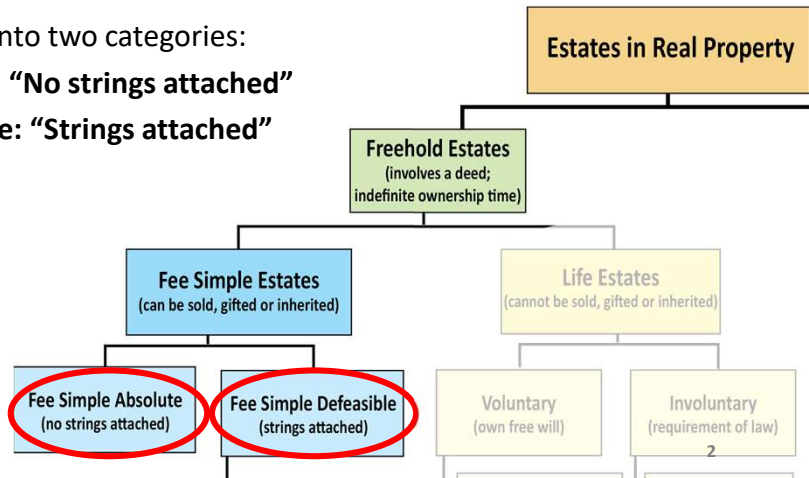 nto two categories:
“No strings attached”
e: “Strings attached”
Estates in Real Property
Freehold Estates
(involves a deed;
indefinite ownership time)
Fee Simple Estates
(can be sold, gifted or inherited)
Life Estates
(cannot be sold, gifted or inherited)
Fee Simple Absolute
(no strings attached)
Fee Simple Defeasible
(strings attached)
Voluntary
(own free will)
Involuntary
(requirement of law)
2